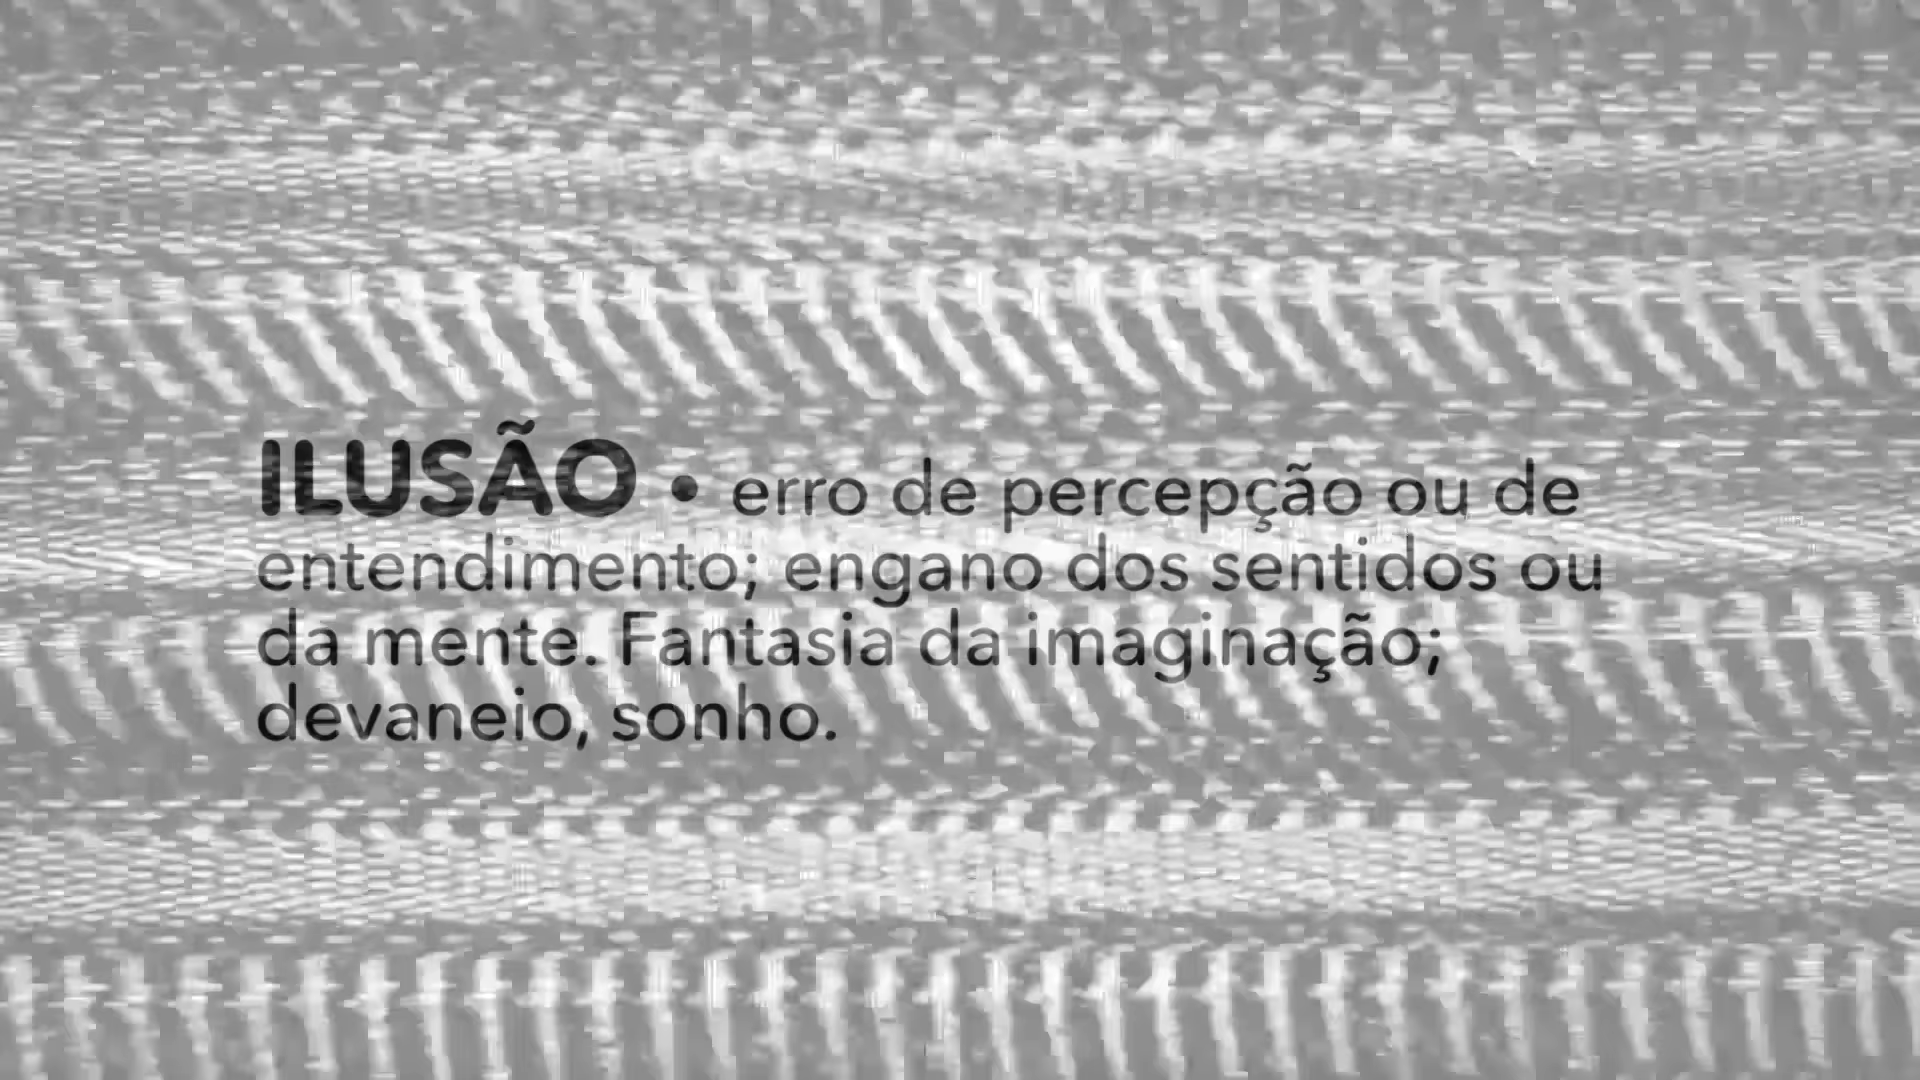 ILUSÃO • erro de percepção ou de
entendimento; engano dos sentidos ou
da mente. Fantasia da imaginação;
devaneio, sonho.